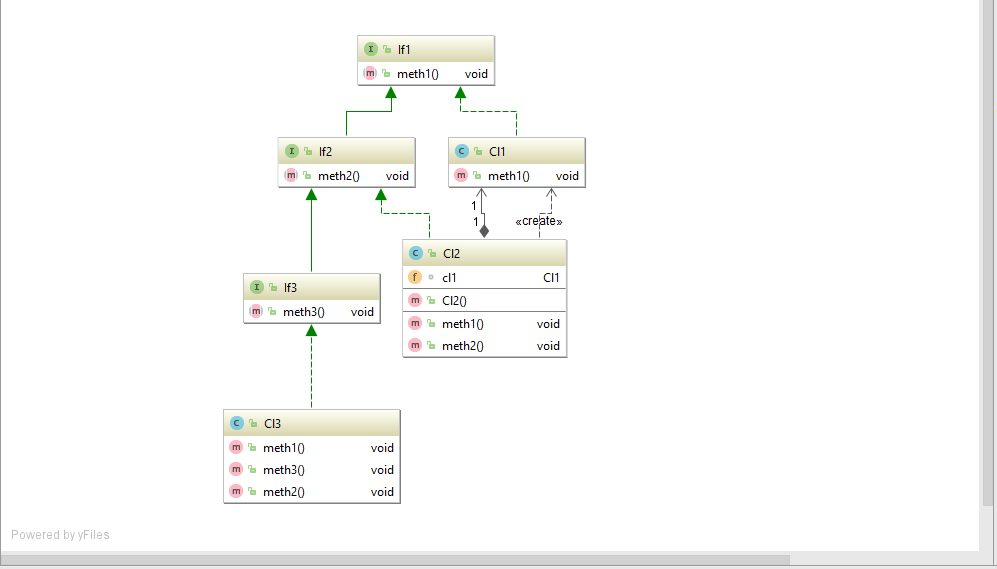 If1
meth1() void
If2
meth2() void
Cl1
meth1() void
1
1
«create»
Cl2
cl1 Cl1
Cl2()
meth1() void
meth2() void
If3
meth3() void
Cl3
meth1() void
meth3() void
meth2() void
Powered by yFiles